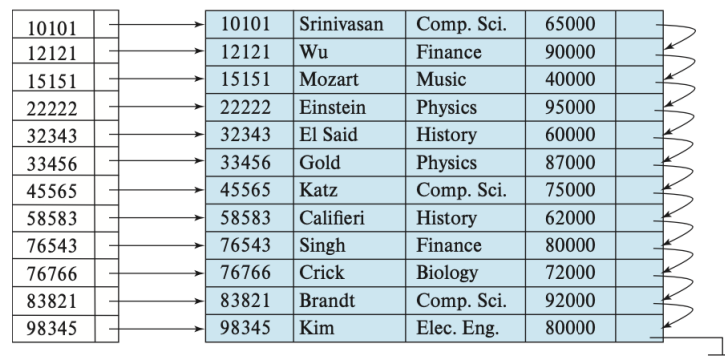 10101 10101 Srinivasan Comp. Sci. 65000
12121 12121 Wu Finance 90000
15151 15151 Mozart Music 40000
22222 22222 Einstein Physics 95000
32343 32343 El Said History 60000
33456 33456 Gold Physics 87000
45565 45565 Katz Comp. Sci. 75000
58583 58583 Califieri History 62000
76543 76543 Singh Finance 80000
76766 76766 Crick Biology 72000
83821 83821 Brandt Comp. Sci. 92000
98345 98345 Kim Elec. Eng. 80000